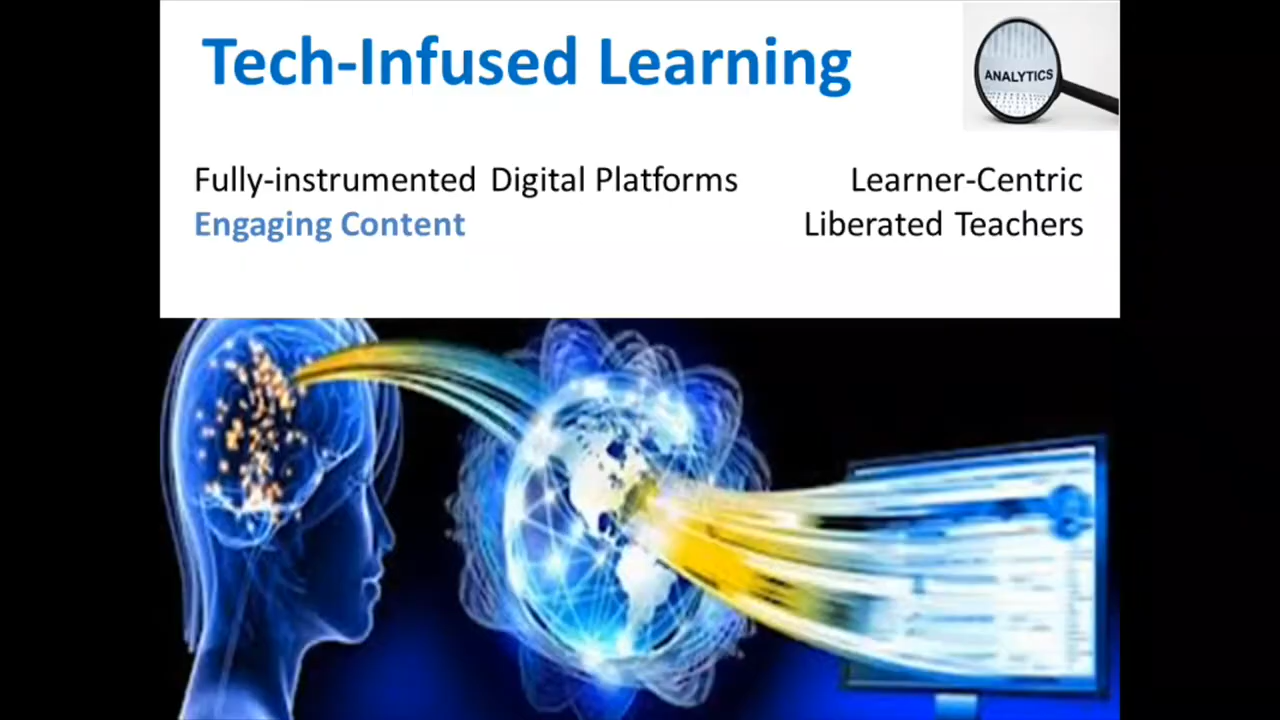 Tech-Infused Learning
ANALYTICS
Fully-instrumented Digital Platforms
Learner-Centric
Engaging Content
Liberated Teachers